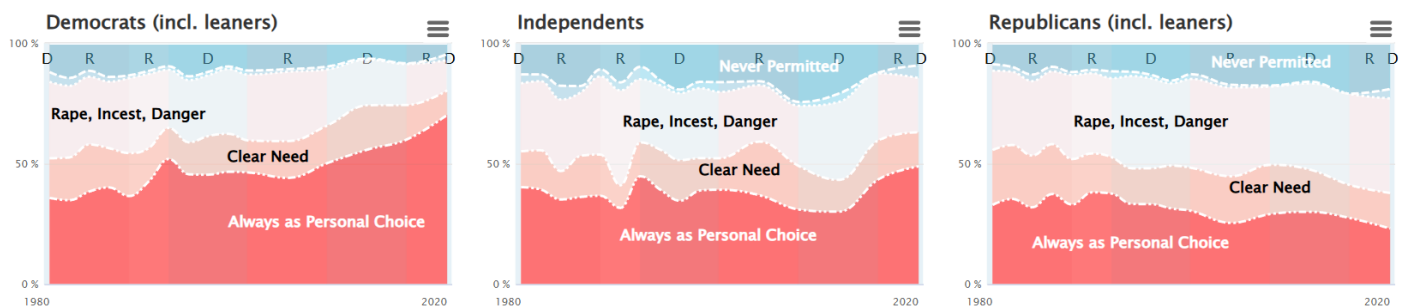 Democrats (incl. leaners)
100 %
D R R D R D R D
Rape, Incest, Danger
50 %
Clear Need
Always as Personal Choice
0 %
1980 2020
Independents
100 %
D R R D R D R D
Never Permitted
Rape, Incest, Danger
50 %
Clear Need
Always as Personal Choice
0 %
1980 2020
Republicans (incl. leaners)
100 %
D R R D R D R D
Never Permitted
Rape, Incest, Danger
50 %
Clear Need
Always as Personal Choice
0 %
1980 2020